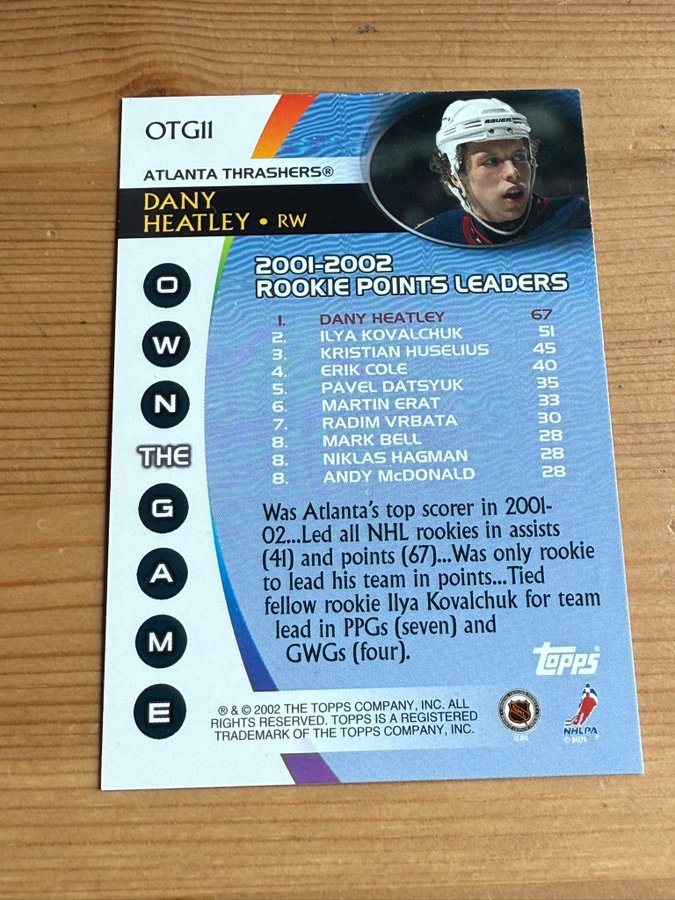 OTG11
BAUER
ATLANTA THRASHERS®
DANY
HEATLEY • RW
OWN THE GAME
2001-2002
ROOKIE POINTS LEADERS
1. DANY HEATLEY 67
2. ILYA KOVALCHUK 51
3. KRISTIAN HUSELIUS 45
4. ERIK COLE 40
5. PAVEL DATSYUK 35
6. MARTIN ERAT 33
7. RADIM VRBATA 30
8. MARK BELL 28
8. NIKLAS HAGMAN 28
8. ANDY McDONALD 28
Was Atlanta's top scorer in 2001-
02...Led all NHL rookies in assists
(41) and points (67)...Was only rookie
to lead his team in points...Tied
fellow rookie Ilya Kovalchuk for team
lead in PPGs (seven) and
GWGs (four).
Topps®
® & © 2002 THE TOPPS COMPANY, INC. ALL
RIGHTS RESERVED. TOPPS IS A REGISTERED
TRADEMARK OF THE TOPPS COMPANY, INC.
NHL
NHLPA